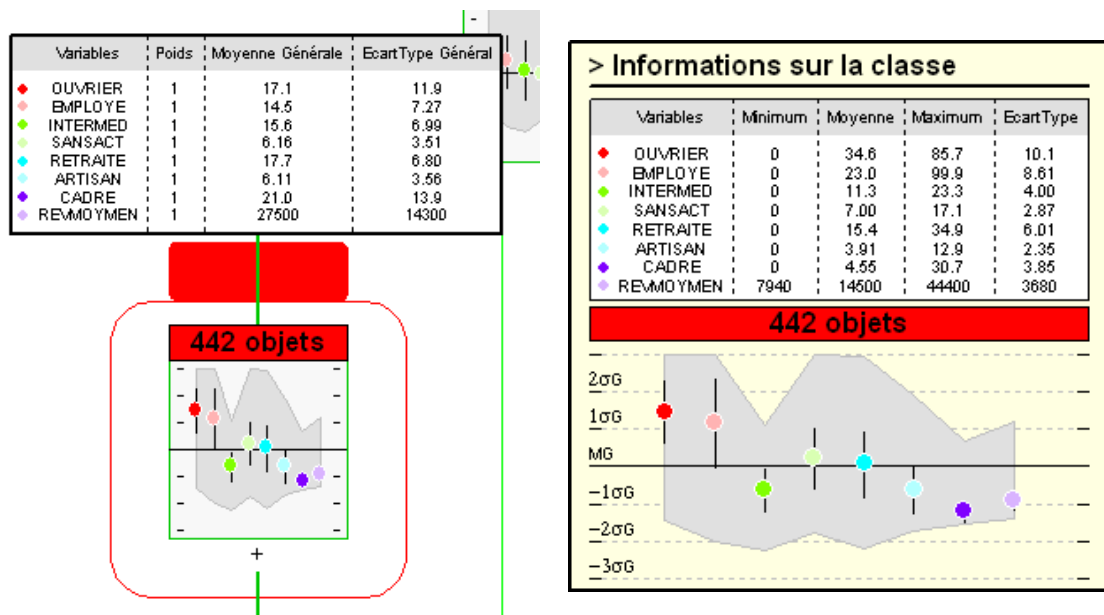 Variables Poids Moyenne Générale EcartType Général
OUVRIER 1 17.1 11.9
EMPLOYE 1 14.5 7.27
INTERMED 1 15.6 6.99
SANSACT 1 6.16 3.51
RETRAITE 1 17.7 6.80
ARTISAN 1 6.11 3.56
CADRE 1 21.0 13.9
REVMOYMEN 1 27500 14300
442 objets
> Informations sur la classe
Variables Minimum Moyenne Maximum EcartType
OUVRIER 0 34.6 85.7 10.1
EMPLOYE 0 23.0 99.9 8.61
INTERMED 0 11.3 23.3 4.00
SANSACT 0 7.00 17.1 2.87
RETRAITE 0 15.4 34.9 6.01
ARTISAN 0 3.91 12.9 2.35
CADRE 0 4.55 30.7 3.85
REVMOYMEN 7940 14500 44400 3680
442 objets
2σG
1σG
MG
-1σG
-2σG
-3σG